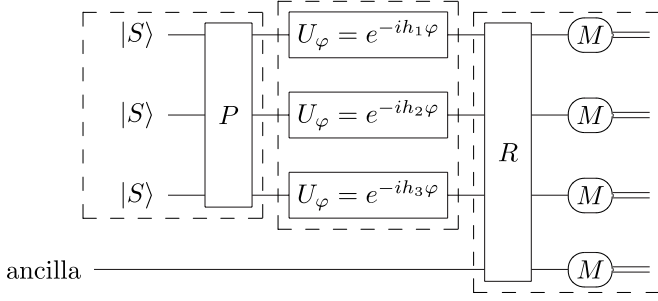 |S⟩ U_φ = e^{-ih_1φ} M
|S⟩ P U_φ = e^{-ih_2φ} M
R
|S⟩ U_φ = e^{-ih_3φ} M
ancilla M